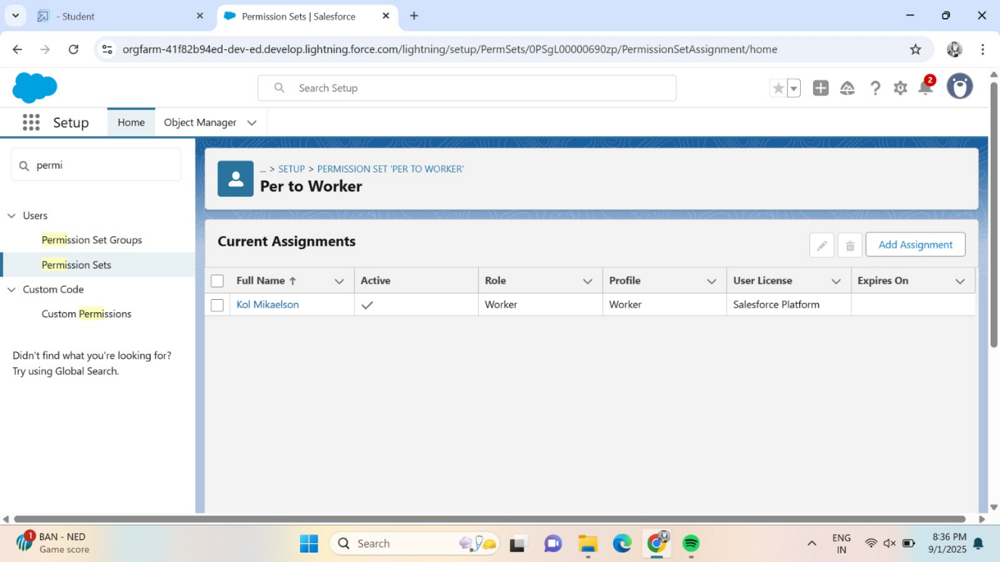 - Student
Permission Sets | Salesforce
orgfarm-41f82b94ed-dev-ed.develop.lightning.force.com/lightning/setup/PermSets/0PSgL00000690zp/PermissionSetAssignment/home
Search Setup
2
Setup
Home
Object Manager
permi
Users
Permission Set Groups
Permission Sets
Custom Code
Custom Permissions
Didn't find what you're looking for?
Try using Global Search.
... > SETUP > PERMISSION SET 'PER TO WORKER'
Per to Worker
Current Assignments
Add Assignment
Full Name ↑ Active Role Profile User License Expires On
Kol Mikaelson Worker Worker Salesforce Platform
1
BAN - NED
Game score
Search
ENG
IN
8:36 PM
9/1/2025